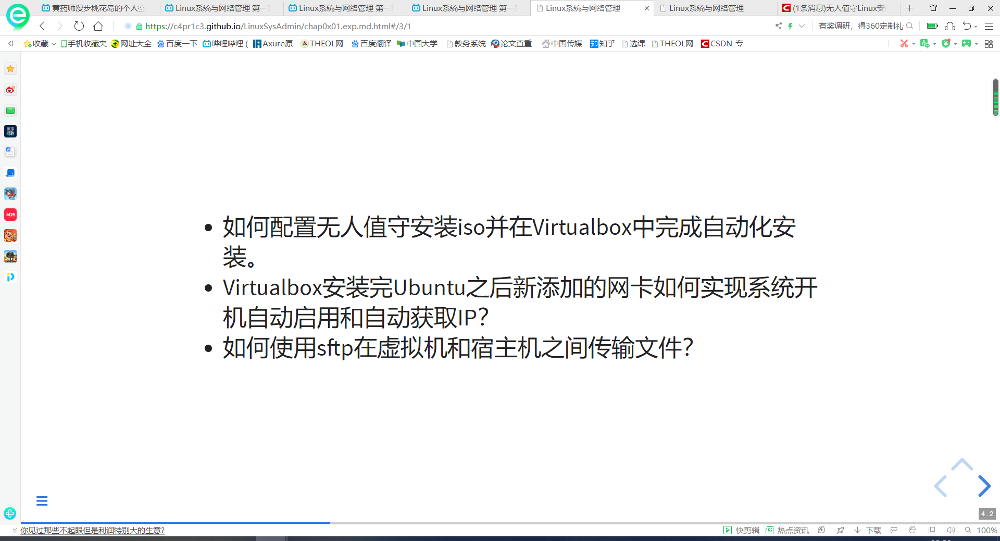 黄药师漫步桃花岛的个人空
Linux系统与网络管理 第一
Linux系统与网络管理 第一
Linux系统与网络管理 第一
Linux系统与网络管理
Linux系统与网络管理
(1条消息)无人值守Linux安
https://c4pr1c3.github.io/LinuxSysAdmin/chap0x01.exp.md.html#/3/1
有奖调研，得360定制礼
收藏
手机收藏夹
网址大全
百度一下
哔哩哔哩 (
Axure原
THEOL网
百度翻译
中国大学
教务系统
论文查重
中国传媒
知乎
选课
THEOL网
CSDN-专
环球
网校
小红书
如何配置无人值守安装iso并在Virtualbox中完成自动化安
装。
Virtualbox安装完Ubuntu之后新添加的网卡如何实现系统开
机自动启用和自动获取IP？
如何使用sftp在虚拟机和宿主机之间传输文件？
4.2
你见过那些不起眼但是利润特别大的生意?
快剪辑
热点资讯
下载
100%